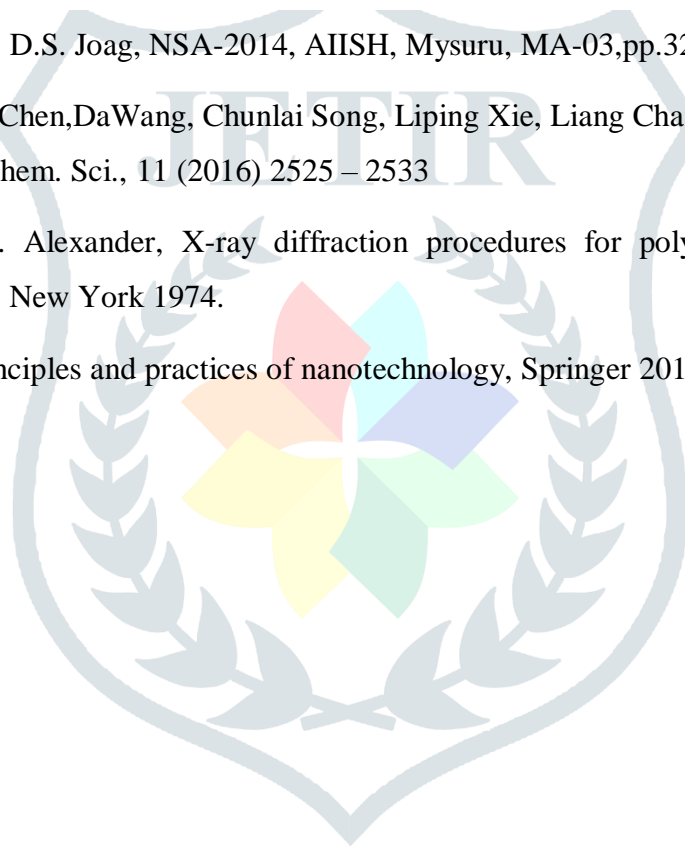 D.S. Joag, NSA-2014, AIISH, Mysuru, MA-03,pp.32
Chen,DaWang, Chunlai Song, Liping Xie, Liang Cha
hem. Sci., 11 (2016) 2525 – 2533
. Alexander, X-ray diffraction procedures for poly
New York 1974.
nciples and practices of nanotechnology, Springer 201
JETIR